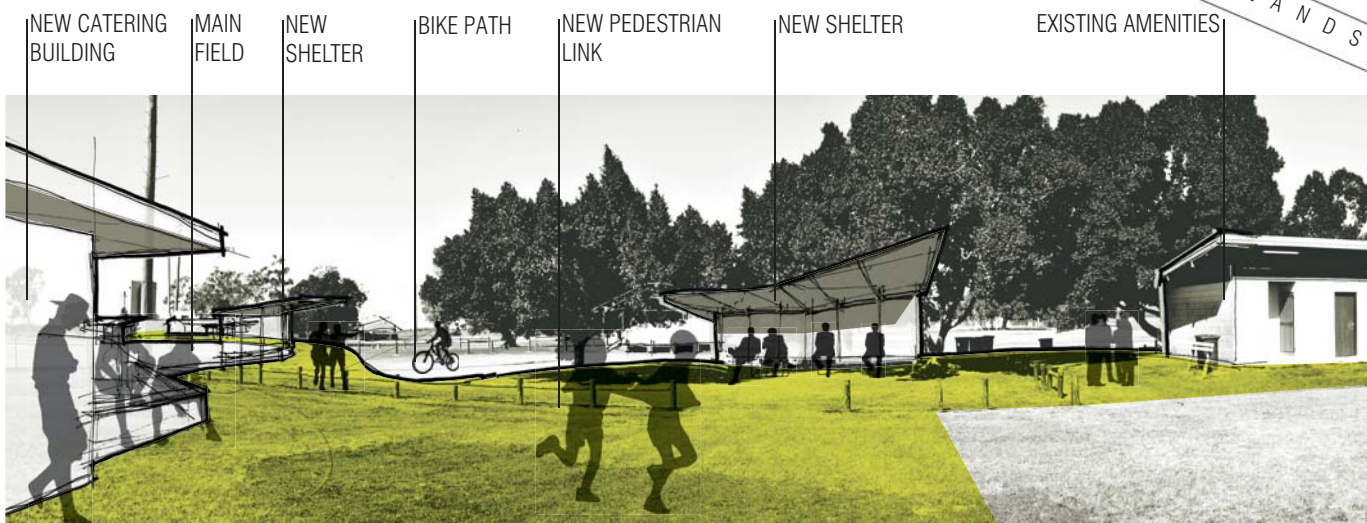 NEW CATERING
BUILDING
MAIN
FIELD
NEW
SHELTER
BIKE PATH
NEW PEDESTRIAN
LINK
NEW SHELTER
EXISTING AMENITIES
A N D S